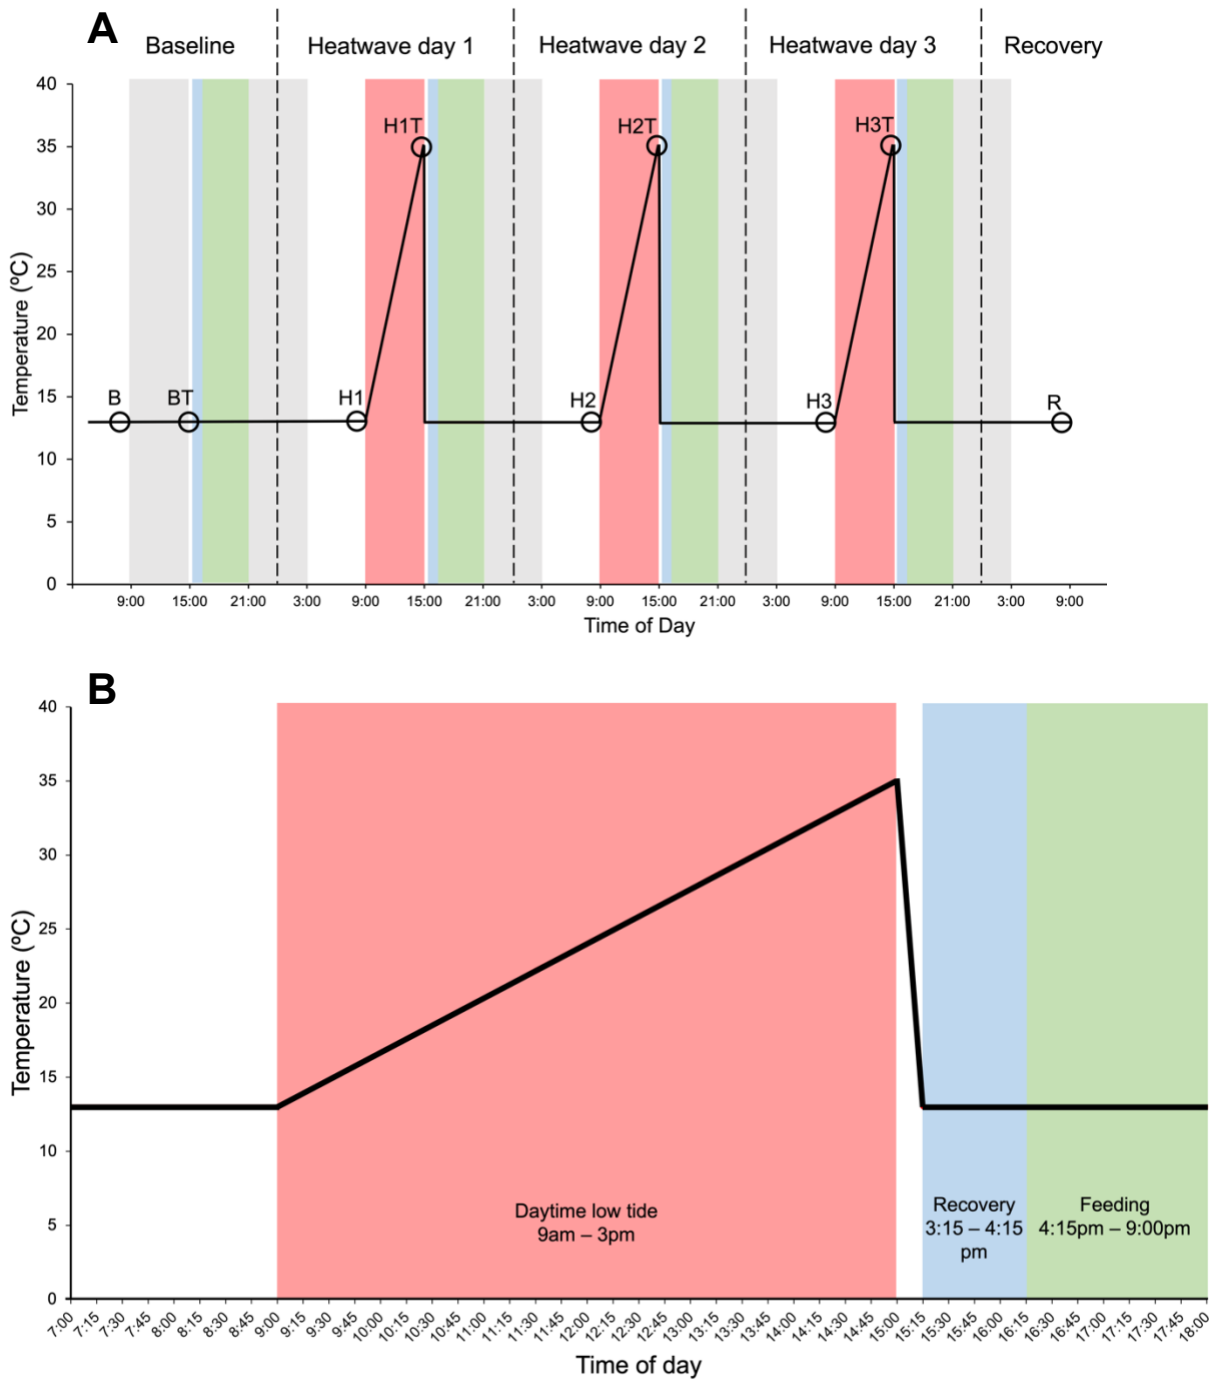 A
Baseline
Heatwave day 1
Heatwave day 2
Heatwave day 3
Recovery
40
35
30
25
20
15
10
5
0
Temperature (ºC)
H1T
H2T
H3T
B
BT
H1
H2
H3
R
9:00 15:00 21:00 3:00 9:00 15:00 21:00 3:00 9:00 15:00 21:00 3:00 9:00 15:00 21:00 3:00 9:00
Time of Day
B
40
35
30
25
20
15
10
5
0
Temperature (ºC)
Daytime low tide
9am – 3pm
Recovery
3:15 – 4:15
pm
Feeding
4:15pm – 9:00pm
7:00 7:15 7:30 7:45 8:00 8:15 8:30 8:45 9:00 9:15 9:30 9:45 10:00 10:15 10:30 10:45 11:00 11:15 11:30 11:45 12:00 12:15 12:30 12:45 13:00 13:15 13:30 13:45 14:00 14:15 14:30 14:45 15:00 15:15 15:30 15:45 16:00 16:15 16:30 16:45 17:00 17:15 17:30 17:45 18:00
Time of day